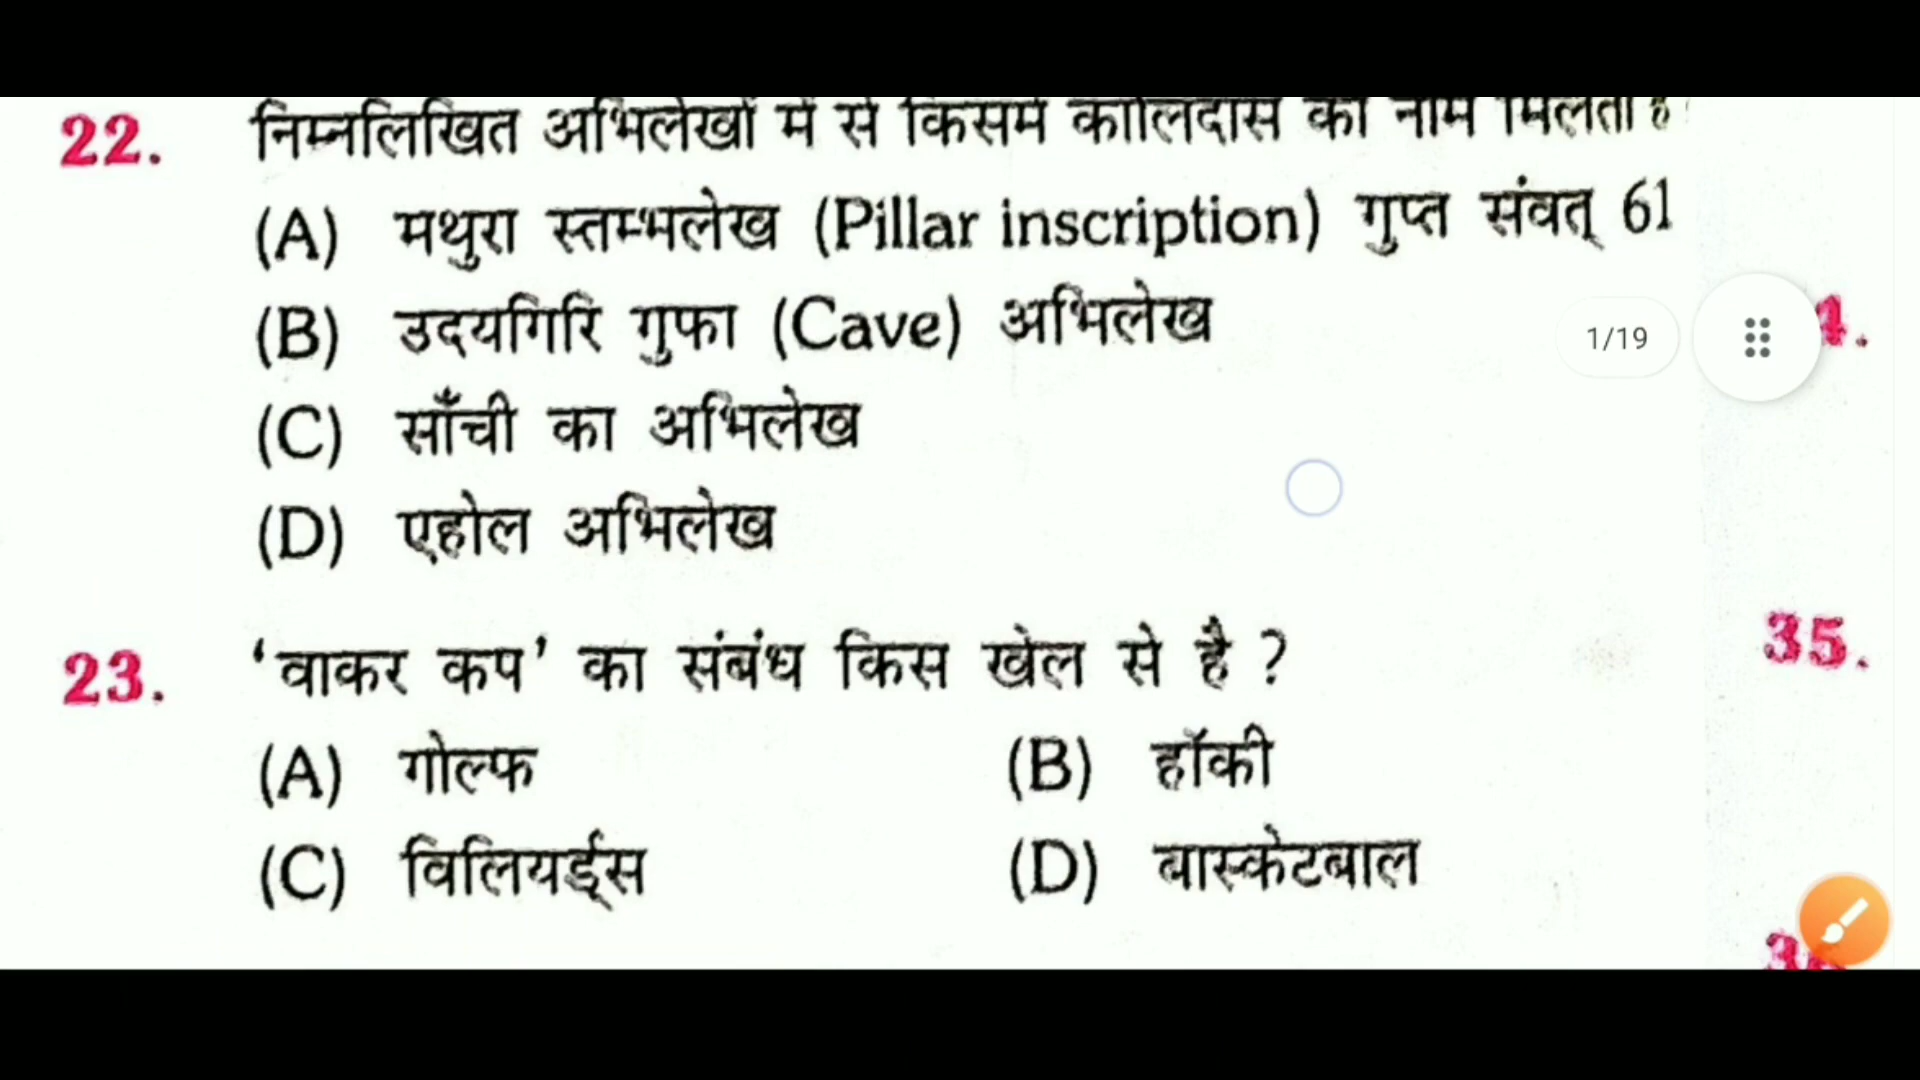 22. निम्नलिखित अभिलेखों में से किसमें कालिदास का नाम मिलता है
(A) मथुरा स्तम्भलेख (Pillar inscription) गुप्त संवत् 61
(B) उदयगिरि गुफा (Cave) अभिलेख
1/19
4.
(C) साँची का अभिलेख
(D) एहोल अभिलेख
23. 'वाकर कप' का संबंध किस खेल से है ?
35.
(A) गोल्फ (B) हॉकी
(C) विलियर्ड्स (D) बास्केटबाल